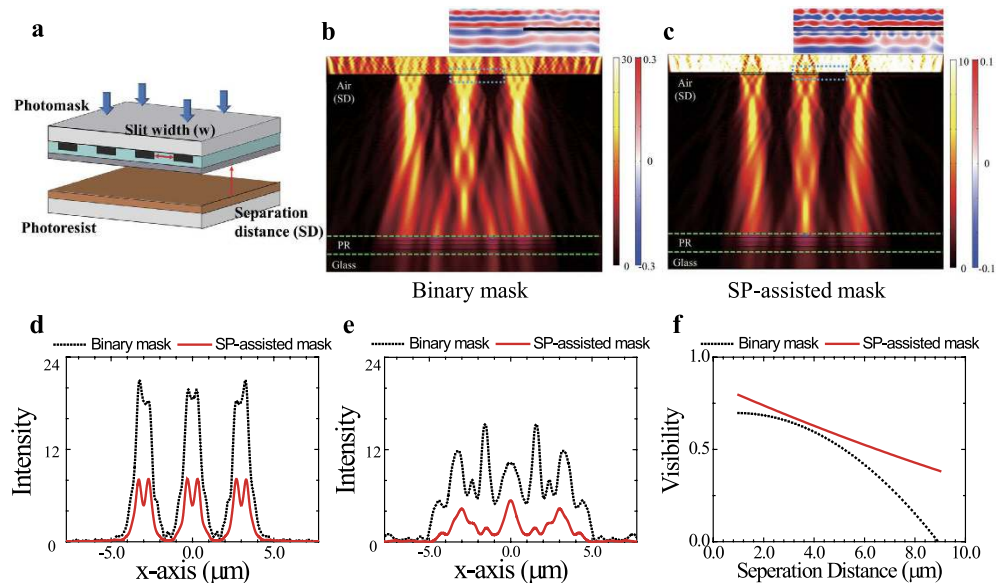 a
Photomask
Slit width (w)
Photoresist
Separation
distance (SD)
b
Air
(SD)
PR
Glass
30
0.3
0
0
-0.3
Binary mask
c
Air
(SD)
PR
Glass
10
0.1
0
0
-0.1
SP-assisted mask
d
Binary mask
SP-assisted mask
Intensity
24
12
0
-5.0
0.0
5.0
x-axis (μm)
e
Binary mask
SP-assisted mask
Intensity
24
12
0
-5.0
0.0
5.0
x-axis (μm)
f
Binary mask
SP-assisted mask
Visibility
1.0
0.5
0.0
0.0
2.0
4.0
6.0
8.0
10.0
Seperation Distance (μm)